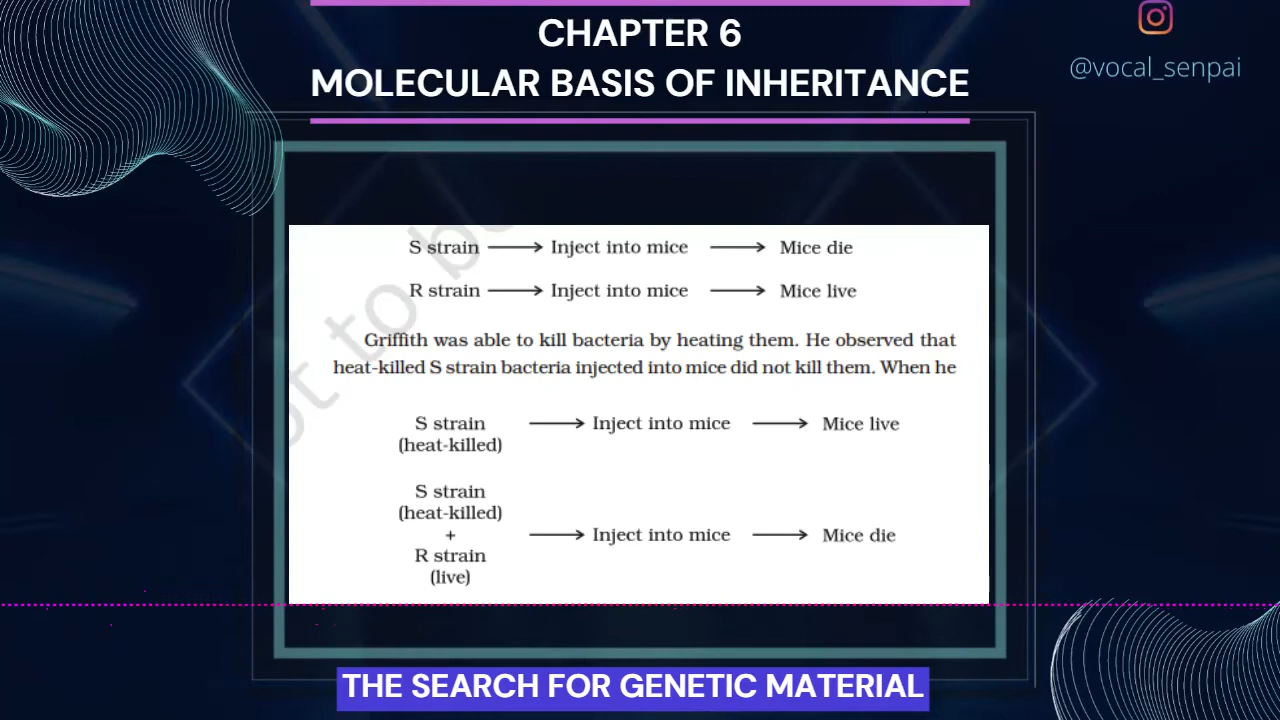 CHAPTER 6
MOLECULAR BASIS OF INHERITANCE
@vocal_senpai
S strain ⟶ Inject into mice ⟶ Mice die
R strain ⟶ Inject into mice ⟶ Mice live
Griffith was able to kill bacteria by heating them. He observed that
heat-killed S strain bacteria injected into mice did not kill them. When he
S strain
(heat-killed)
⟶ Inject into mice ⟶ Mice live
S strain
(heat-killed)
+
R strain
(live)
⟶ Inject into mice ⟶ Mice die
THE SEARCH FOR GENETIC MATERIAL